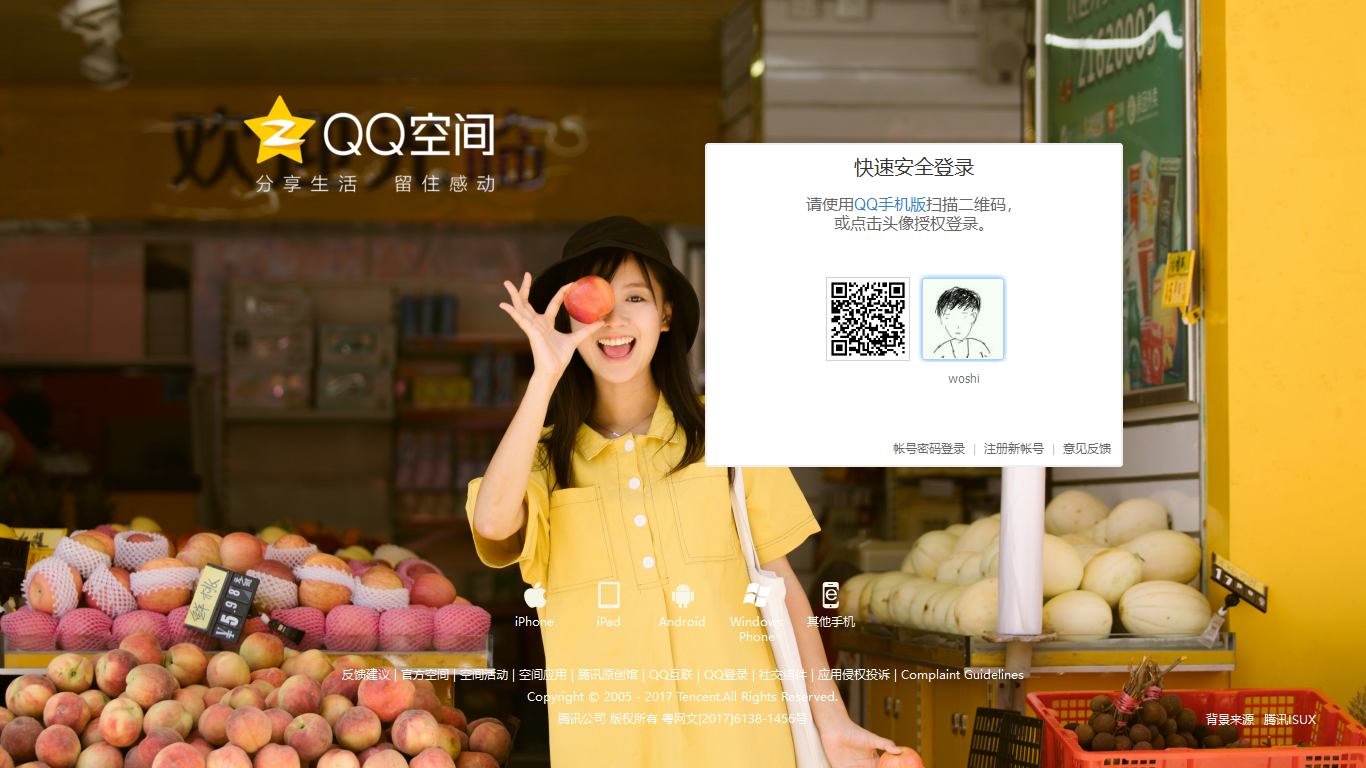 QQ空间
分享生活 留住感动
快速安全登录
请使用QQ手机版扫描二维码，
或点击头像授权登录。
woshi
帐号密码登录 | 注册新帐号 | 意见反馈
21620003
鲜桃
5.98
iPhone
iPad
Android
Windows Phone
其他手机
反馈建议 | 官方空间 | 空间活动 | 空间应用 | 腾讯原创馆 | QQ互联 | QQ登录 | 社交组件 | 应用侵权投诉 | Complaint Guidelines
Copyright © 2005 - 2017 Tencent.All Rights Reserved.
腾讯公司 版权所有 粤网文[2017]6138-1456号
背景来源 腾讯ISUX